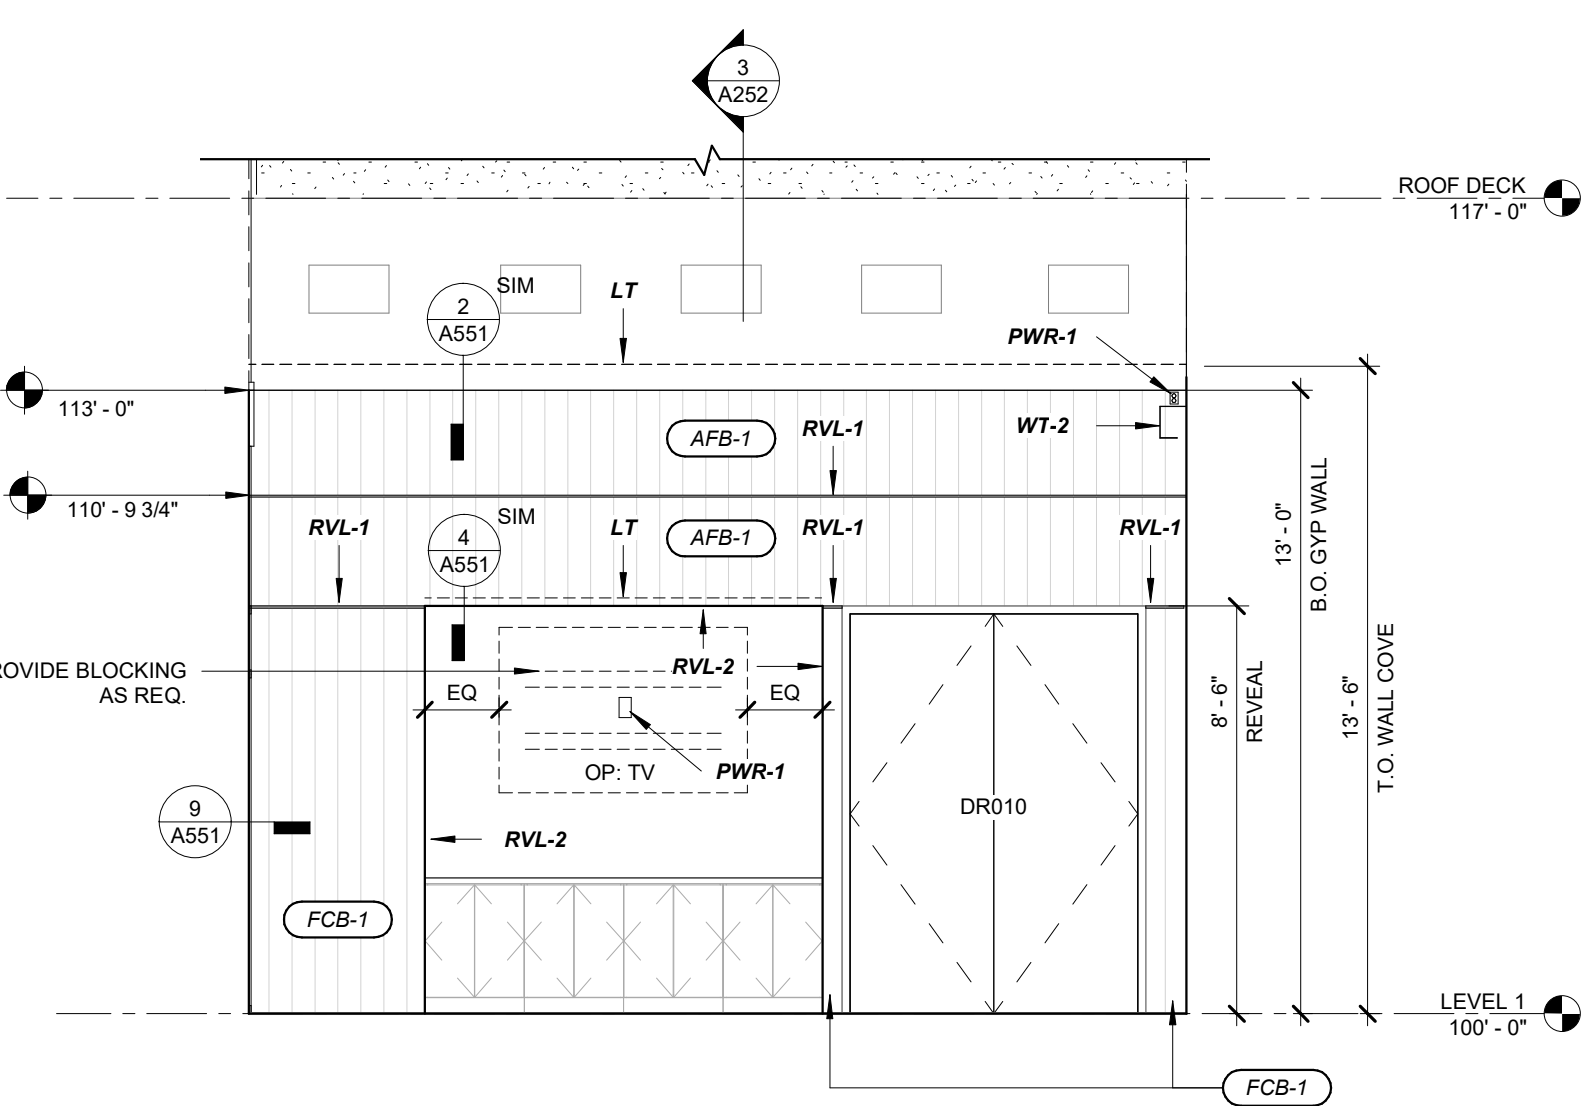 3
A252
ROOF DECK
117' - 0"
SIM
2
A551
LT
PWR-1
113' - 0"
AFB-1
RVL-1
WT-2
110' - 9 3/4"
SIM
4
A551
RVL-1
LT
AFB-1
RVL-1
RVL-1
13' - 0"
B.O. GYP WALL
13' - 6"
T.O. WALL COVE
8' - 6"
REVEAL
OVIDE BLOCKING
AS REQ.
RVL-2
EQ
EQ
OP: TV
PWR-1
9
A551
RVL-2
DR010
FCB-1
LEVEL 1
100' - 0"
FCB-1